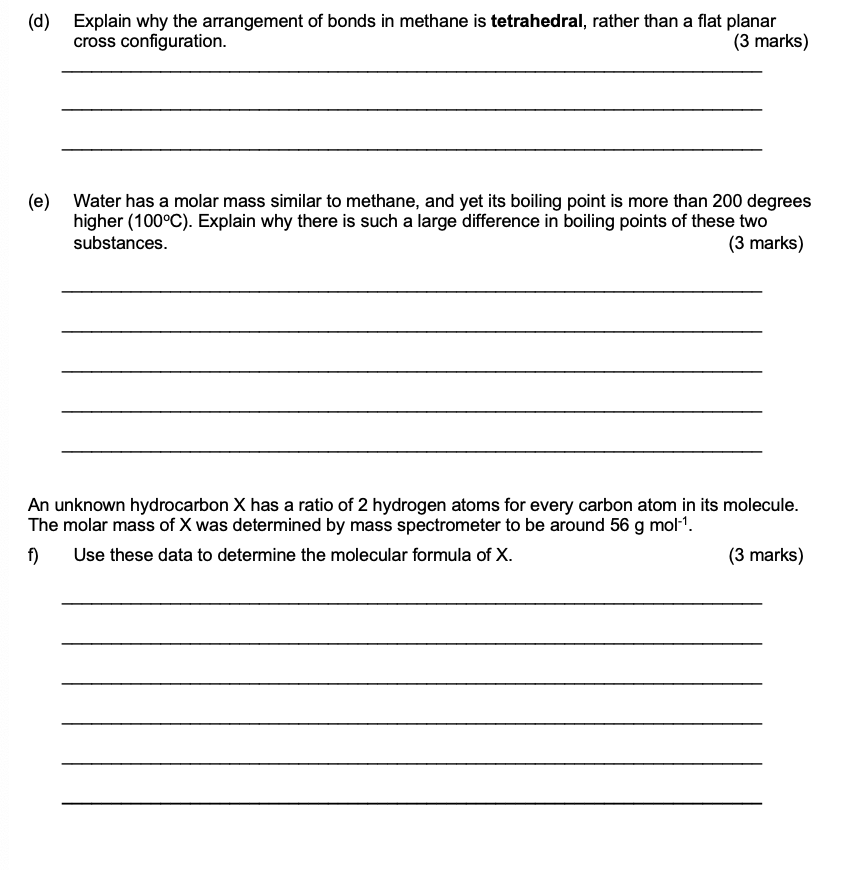 (d) Explain why the arrangement of bonds in methane is tetrahedral, rather than a flat planar
cross configuration. (3 marks)
(e) Water has a molar mass similar to methane, and yet its boiling point is more than 200 degrees
higher (100ºC). Explain why there is such a large difference in boiling points of these two
substances. (3 marks)
An unknown hydrocarbon X has a ratio of 2 hydrogen atoms for every carbon atom in its molecule.
The molar mass of X was determined by mass spectrometer to be around 56 g mol⁻¹.
f) Use these data to determine the molecular formula of X. (3 marks)